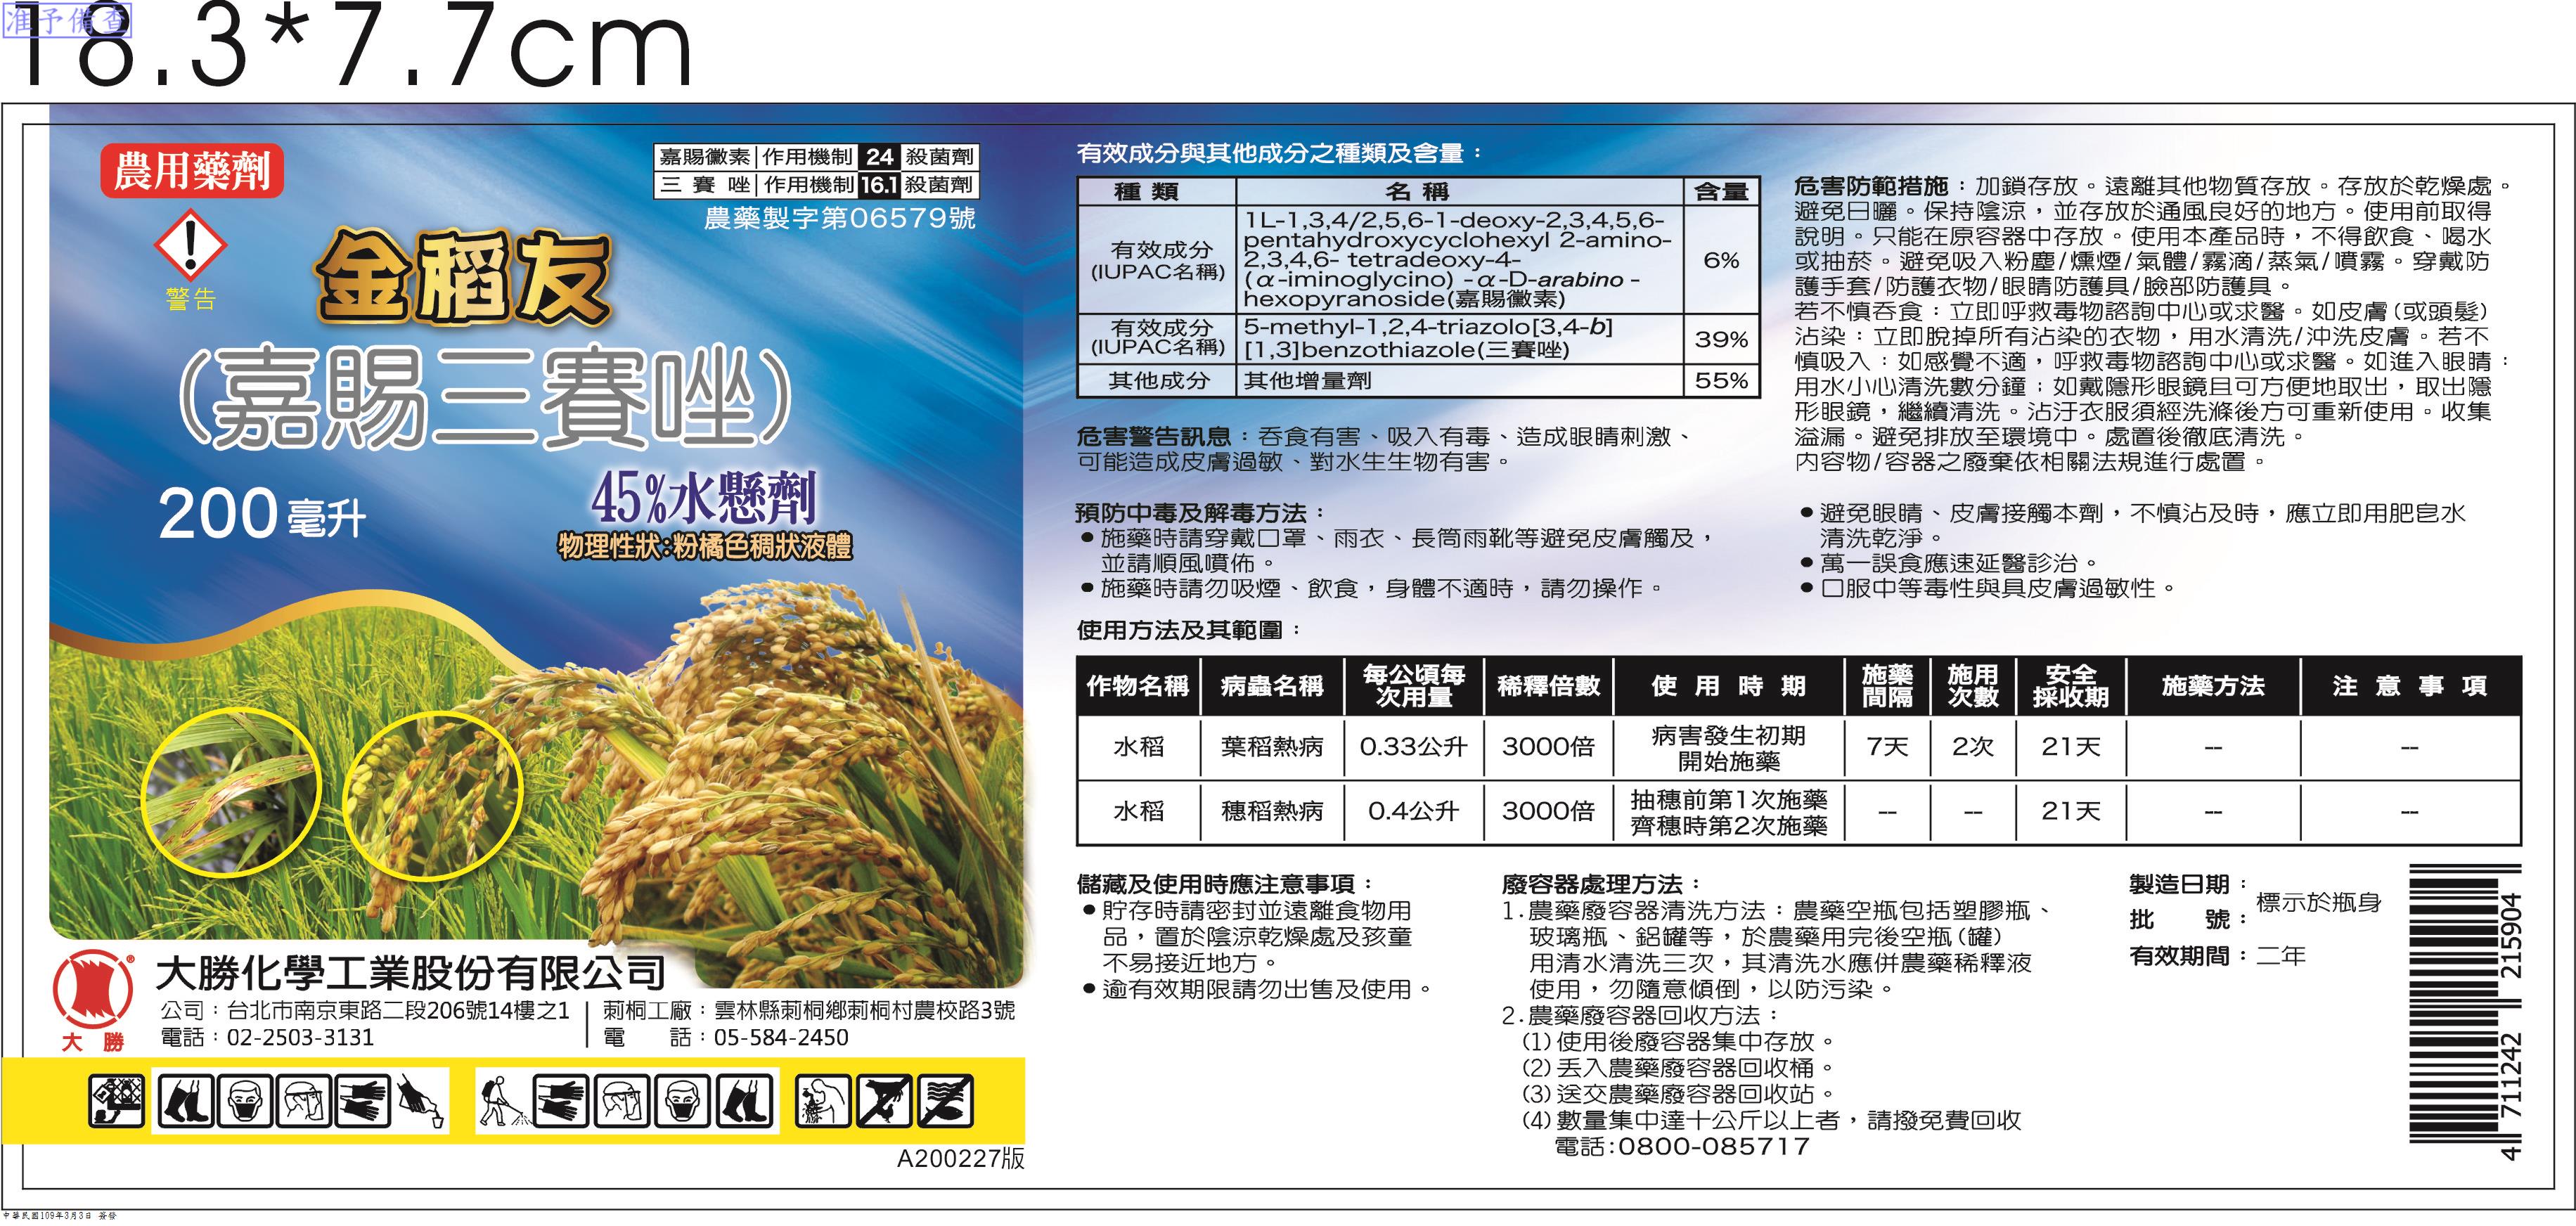 准予備查
18.3*7.7cm
農用藥劑
嘉賜黴素|作用機制 24 殺菌劑
三賽唑|作用機制 16.1 殺菌劑
農藥製字第06579號
警告
金稻友
(嘉賜三賽唑)
200毫升
45%水懸劑
物理性狀:粉橘色稠狀液體
大勝化學工業股份有限公司
公司：台北市南京東路二段206號14樓之1
電話：02-2503-3131
莿桐工廠：雲林縣莿桐鄉莿桐村農校路3號
電　　話：05-584-2450
大 勝
®
A200227版
有效成分與其他成分之種類及含量：
種 類 名 稱 含量
有效成分
(IUPAC名稱)
1L-1,3,4/2,5,6-1-deoxy-2,3,4,5,6-
pentahydroxycyclohexyl 2-amino-
2,3,4,6- tetradeoxy-4-
(α-iminoglycino) -α-D-arabino -
hexopyranoside(嘉賜黴素)
6%
有效成分
(IUPAC名稱)
5-methyl-1,2,4-triazolo[3,4-b]
[1,3]benzothiazole(三賽唑)
39%
其他成分 其他增量劑 55%
危害警告訊息：吞食有害、吸入有毒、造成眼睛刺激、
可能造成皮膚過敏、對水生生物有害。
預防中毒及解毒方法：
● 施藥時請穿戴口罩、雨衣、長筒雨靴等避免皮膚觸及，
並請順風噴佈。
● 施藥時請勿吸煙、飲食，身體不適時，請勿操作。
危害防範措施：加鎖存放。遠離其他物質存放。存放於乾燥處。
避免日曬。保持陰涼，並存放於通風良好的地方。使用前取得
說明。只能在原容器中存放。使用本產品時，不得飲食、喝水
或抽菸。避免吸入粉塵/燻煙/氣體/霧滴/蒸氣/噴霧。穿戴防
護手套/防護衣物/眼睛防護具/臉部防護具。
若不慎吞食：立即呼救毒物諮詢中心或求醫。如皮膚(或頭髮)
沾染：立即脫掉所有沾染的衣物，用水清洗/沖洗皮膚。若不
慎吸入：如感覺不適，呼救毒物諮詢中心或求醫。如進入眼睛：
用水小心清洗數分鐘；如戴隱形眼鏡且可方便地取出，取出隱
形眼鏡，繼續清洗。沾汙衣服須經洗滌後方可重新使用。收集
溢漏。避免排放至環境中。處置後徹底清洗。
內容物/容器之廢棄依相關法規進行處置。
● 避免眼睛、皮膚接觸本劑，不慎沾及時，應立即用肥皂水
清洗乾淨。
● 萬一誤食應速延醫診治。
● 口服中等毒性與具皮膚過敏性。
使用方法及其範圍：
作物名稱 病蟲名稱 每公頃每次用量 稀釋倍數 使用時期 施藥間隔 施用次數 安全採收期 施藥方法 注意事項
水稻 葉稻熱病 0.33公升 3000倍 病害發生初期開始施藥 7天 2次 21天 -- --
水稻 穗稻熱病 0.4公升 3000倍 抽穗前第1次施藥齊穗時第2次施藥 -- -- 21天 -- --
儲藏及使用時應注意事項：
● 貯存時請密封並遠離食物用
品，置於陰涼乾燥處及孩童
不易接近地方。
● 逾有效期限請勿出售及使用。
廢容器處理方法：
1.農藥廢容器清洗方法：農藥空瓶包括塑膠瓶、
玻璃瓶、鋁罐等，於農藥用完後空瓶(罐)
用清水清洗三次，其清洗水應併農藥稀釋液
使用，勿隨意傾倒，以防污染。
2.農藥廢容器回收方法：
(1)使用後廢容器集中存放。
(2)丟入農藥廢容器回收桶。
(3)送交農藥廢容器回收站。
(4)數量集中達十公斤以上者，請撥免費回收
電話:0800-085717
製造日期：
批　　號：
標示於瓶身
有效期間：二年
4 711242 215904
中華民國109年3月3日 簽發